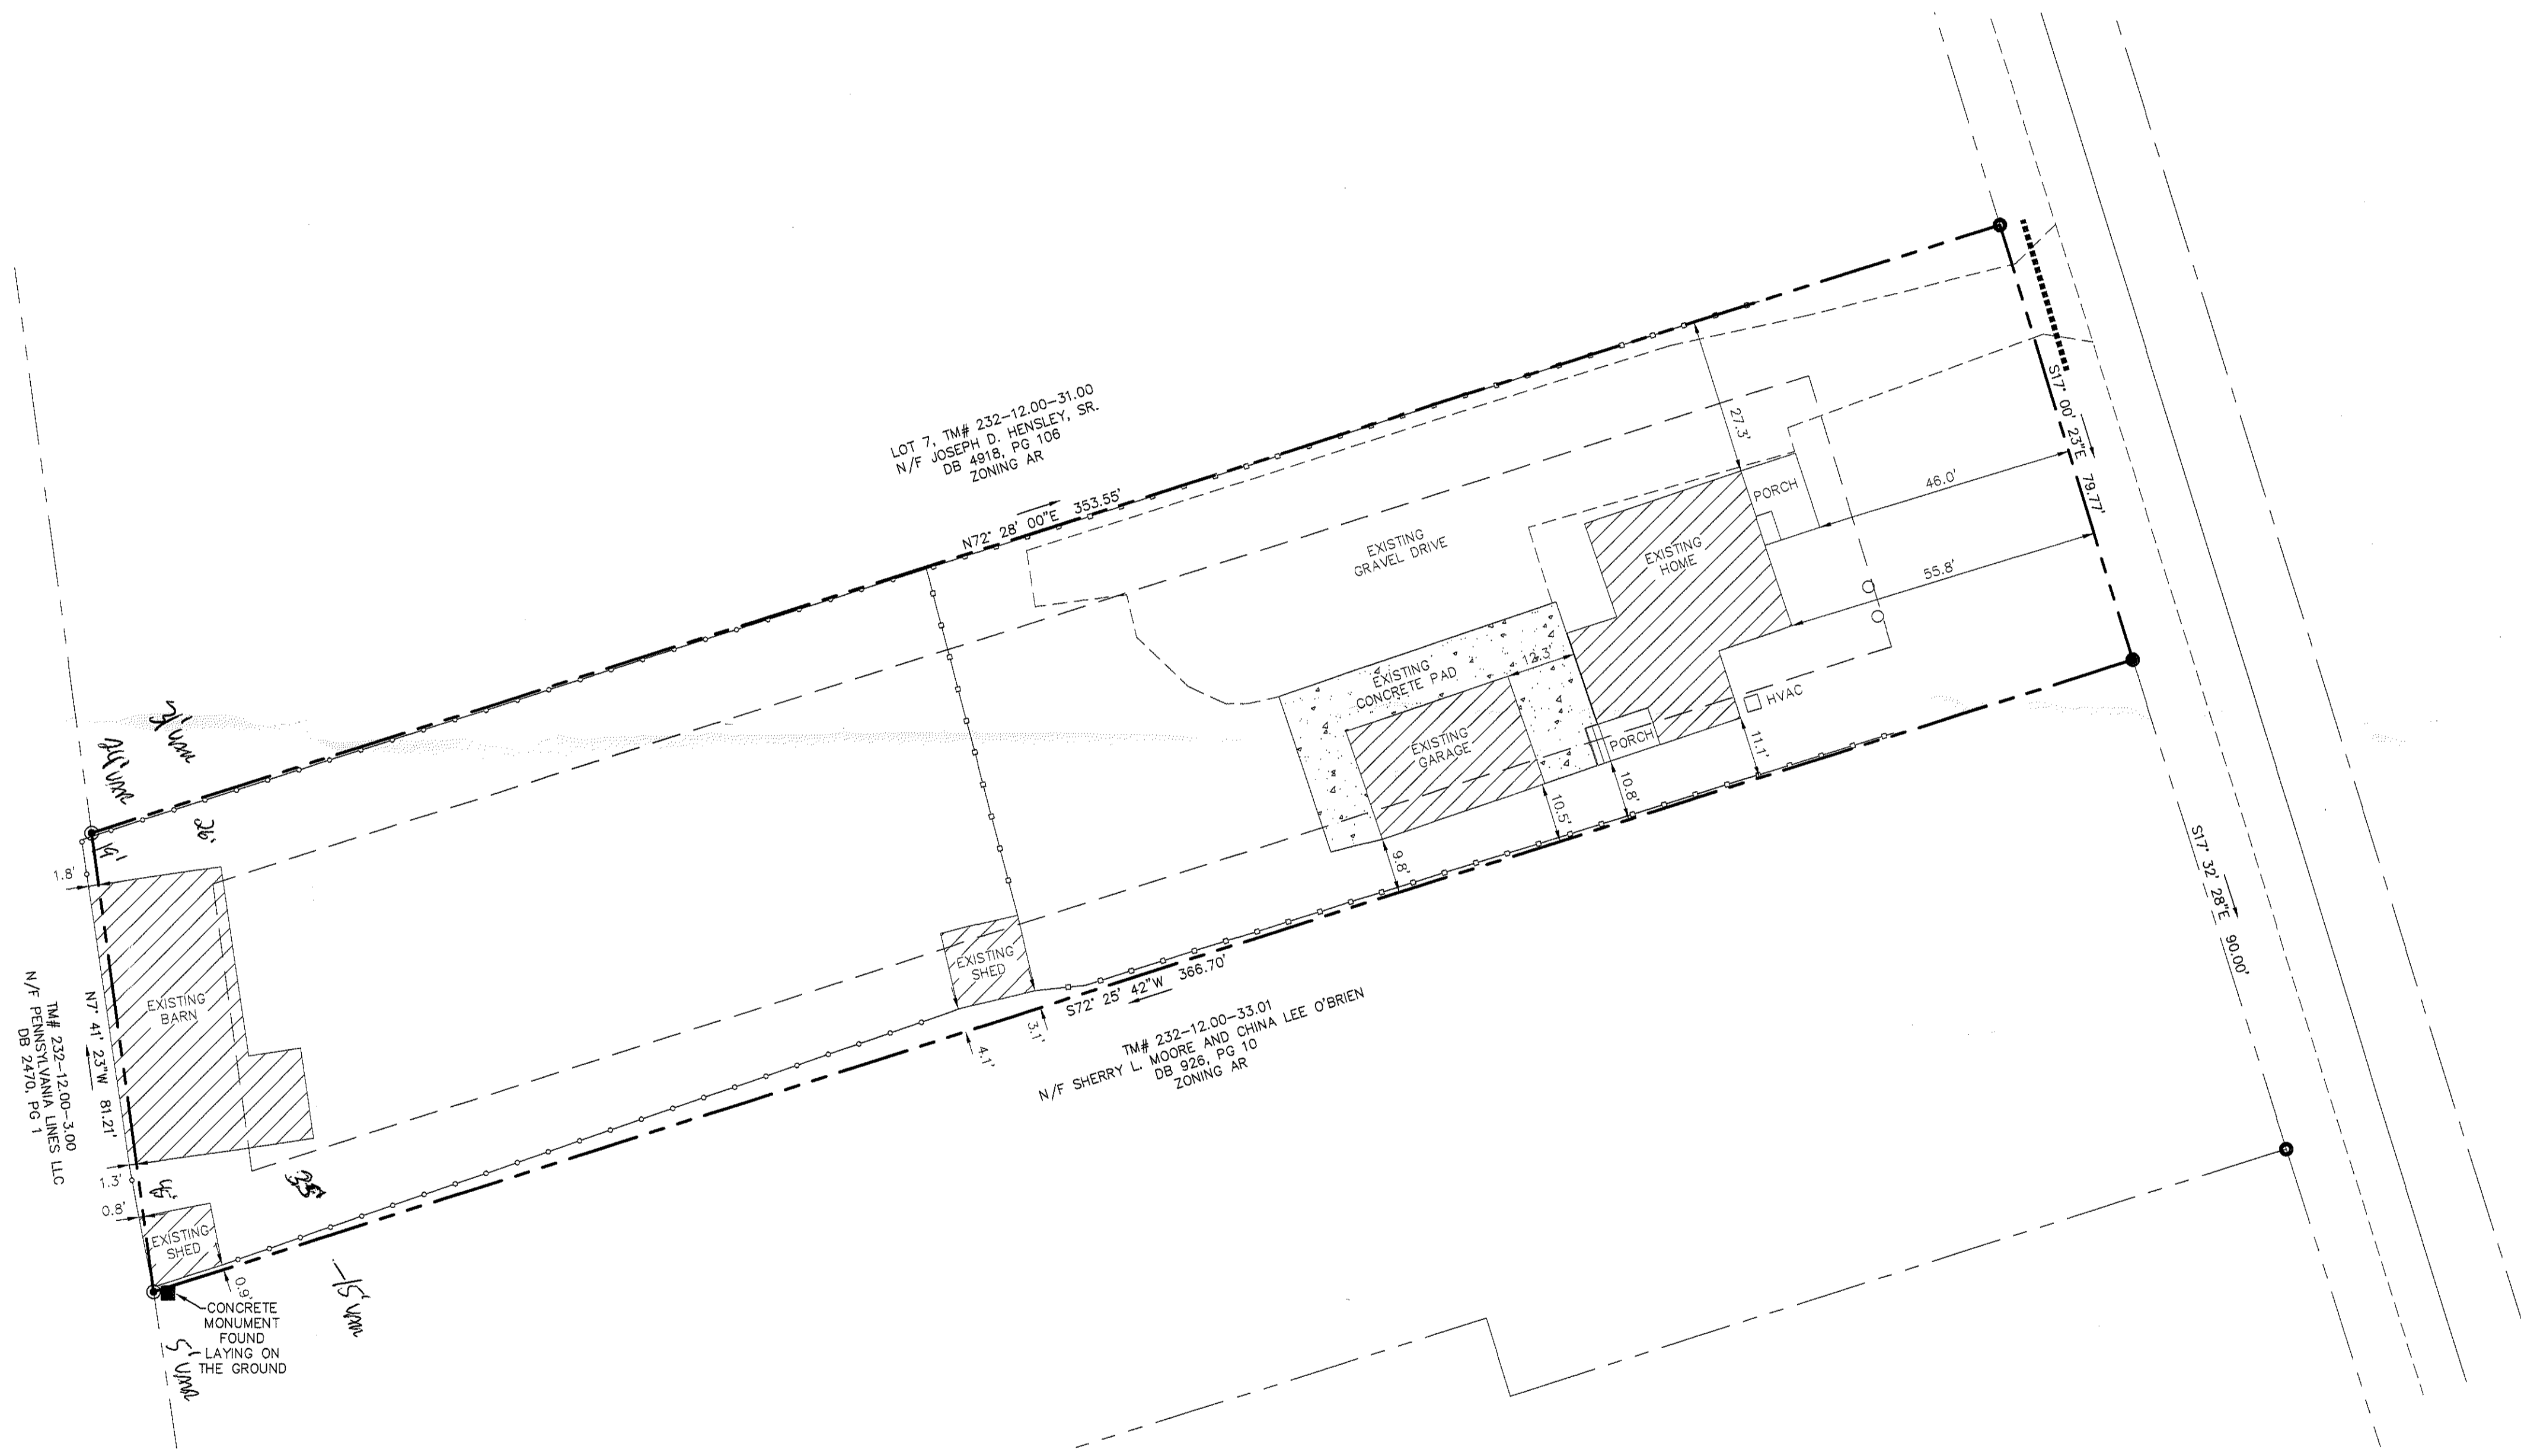 LOT 7, TM# 232-12.00-31.00
N/F JOSEPH D. HENSLEY, SR.
DB 4918, PG 106
ZONING AR
N72° 28' 00"E 353.55'
27.3'
S17° 00' 23"E 79.77'
46.0'
PORCH
EXISTING
HOME
EXISTING
GRAVEL DRIVE
55.8'
12.3'
EXISTING
CONCRETE PAD
HVAC
EXISTING
GARAGE
PORCH
11.1'
10.8'
10.5'
9.8'
31'
24'
26'
19'
1.8'
EXISTING
BARN
EXISTING
SHED
S72° 25' 42"W 366.70'
3.1'
4.1'
TM# 232-12.00-33.01
N/F SHERRY L. MOORE AND CHINA LEE O'BRIEN
DB 926, PG 10
ZONING AR
S17° 32' 28"E 90.00'
N7° 41' 23"W 81.21'
TM# 232-12.00-3.00
N/F PENNSYLVANIA LINES LLC
DB 2470, PG 1
1.3'
0.8'
EXISTING
SHED
0.9'
CONCRETE
MONUMENT
FOUND
LAYING ON
THE GROUND
15'
5'